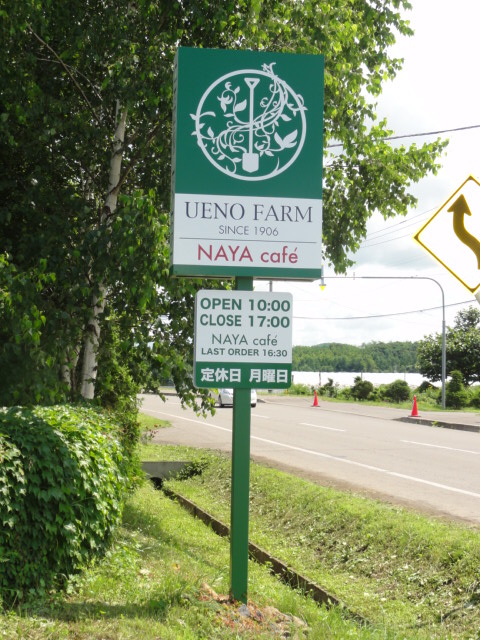 UENO FARM
SINCE 1906
NAYA café
OPEN 10:00
CLOSE 17:00
NAYA café
LAST ORDER 16:30
定休日 月曜日